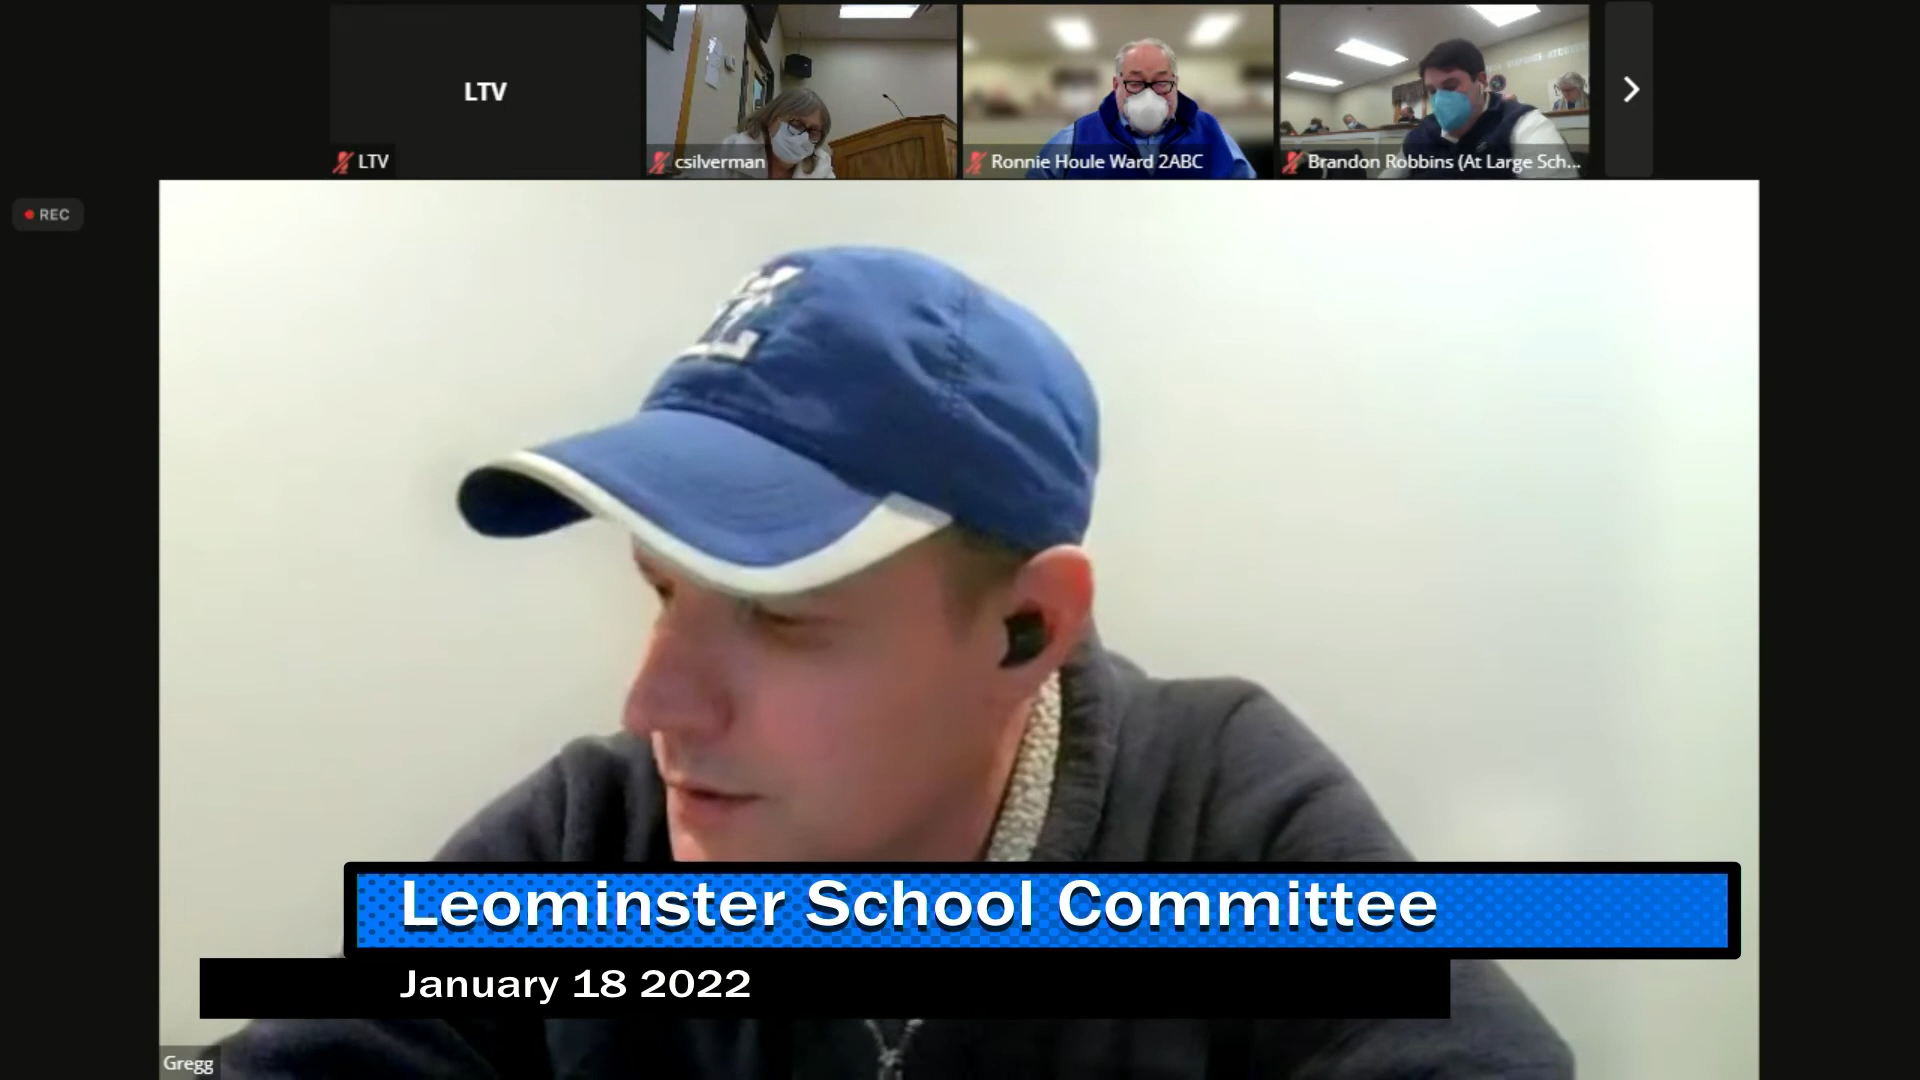 LTV
LTV
csilverman
Ronnie Houle Ward 2ABC
Brandon Robbins (At Large Sch...
REC
Leominster School Committee
January 18 2022
Gregg